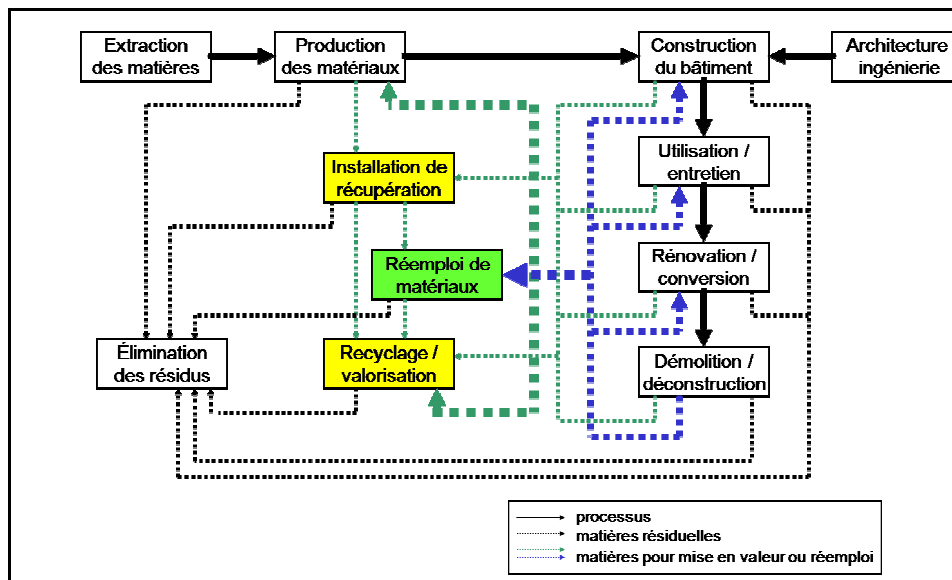 Extraction
des matières
Production
des matériaux
Construction
du bâtiment
Architecture
ingénierie
Installation de
récupération
Utilisation /
entretien
Réemploi de
matériaux
Rénovation /
conversion
Élimination
des résidus
Recyclage /
valorisation
Démolition /
déconstruction
processus
matières résiduelles
matières pour mise en valeur ou réemploi